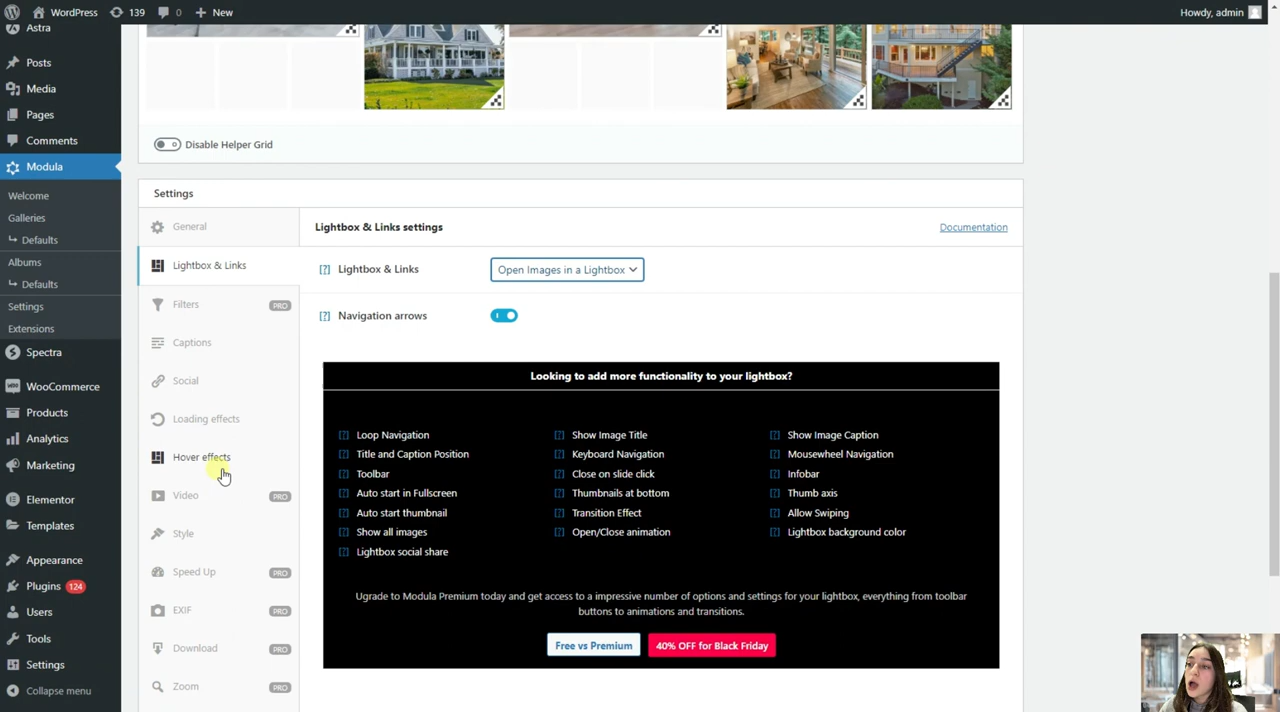 WordPress
139
0
New
Howdy, admin
Astra
Posts
Media
Pages
Comments
Modula
Welcome
Galleries
Defaults
Albums
Defaults
Settings
Extensions
Spectra
WooCommerce
Products
Analytics
Marketing
Elementor
Templates
Appearance
Plugins 124
Users
Tools
Settings
Collapse menu
Disable Helper Grid
Settings
General
Lightbox & Links
Filters PRO
Captions
Social
Loading effects
Hover effects
Video PRO
Style
Speed Up PRO
EXIF PRO
Download PRO
Zoom PRO
Lightbox & Links settings
Documentation
[?] Lightbox & Links
Open Images in a Lightbox
[?] Navigation arrows
Looking to add more functionality to your lightbox?
[?] Loop Navigation [?] Show Image Title [?] Show Image Caption
[?] Title and Caption Position [?] Keyboard Navigation [?] Mousewheel Navigation
[?] Toolbar [?] Close on slide click [?] Infobar
[?] Auto start in Fullscreen [?] Thumbnails at bottom [?] Thumb axis
[?] Auto start thumbnail [?] Transition Effect [?] Allow Swiping
[?] Show all images [?] Open/Close animation [?] Lightbox background color
[?] Lightbox social share
Ugrade to Modula Premium today and get access to a impressive number of options and settings for your lightbox, everything from toolbar
buttons to animations and transitions.
Free vs Premium
40% OFF for Black Friday